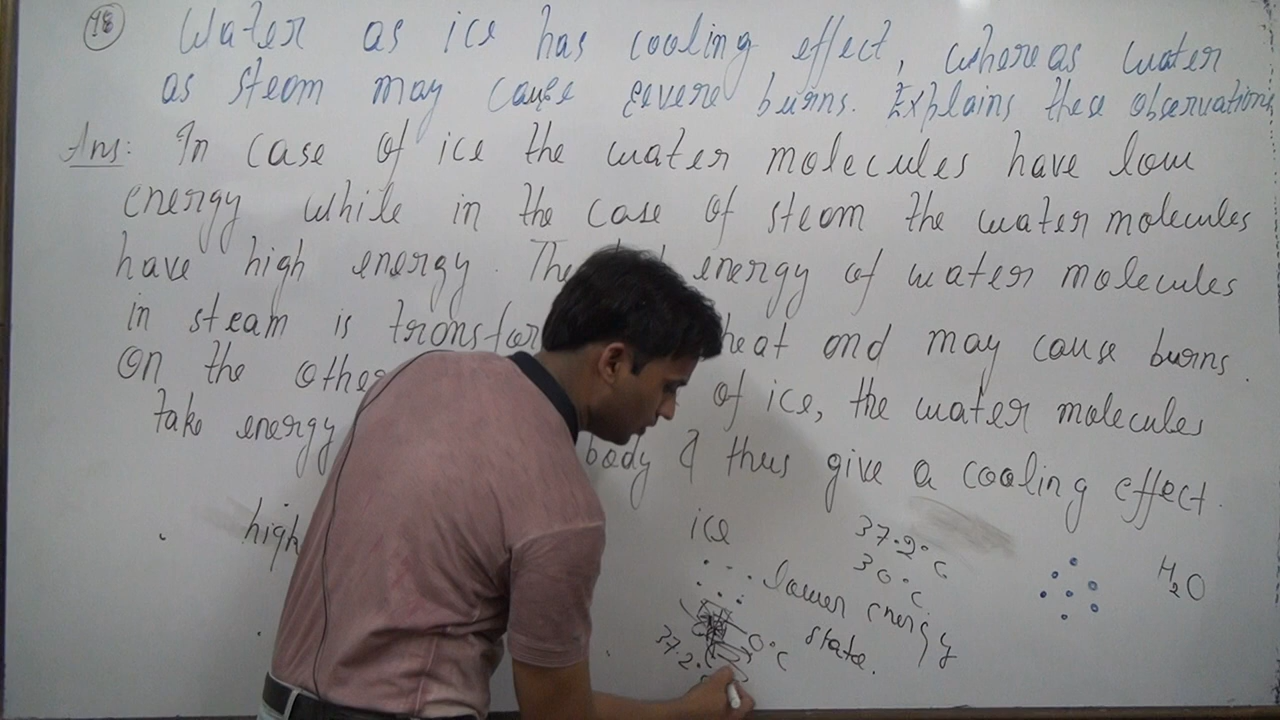 18 Water as ice has cooling effect, whereas water
as steam may cause severe burns. Explains these observations
Ans: In case of ice the water molecules have low
energy while in the case of steam the water molecules
have high energy. The energy of water molecules
in steam is transfor heat and may cause burns.
On the other of ice, the water molecules
take energy body & thus give a cooling effect.
high
ice
37.2°C
30°C
lower energy
state.
0°C
37.2°
H2O